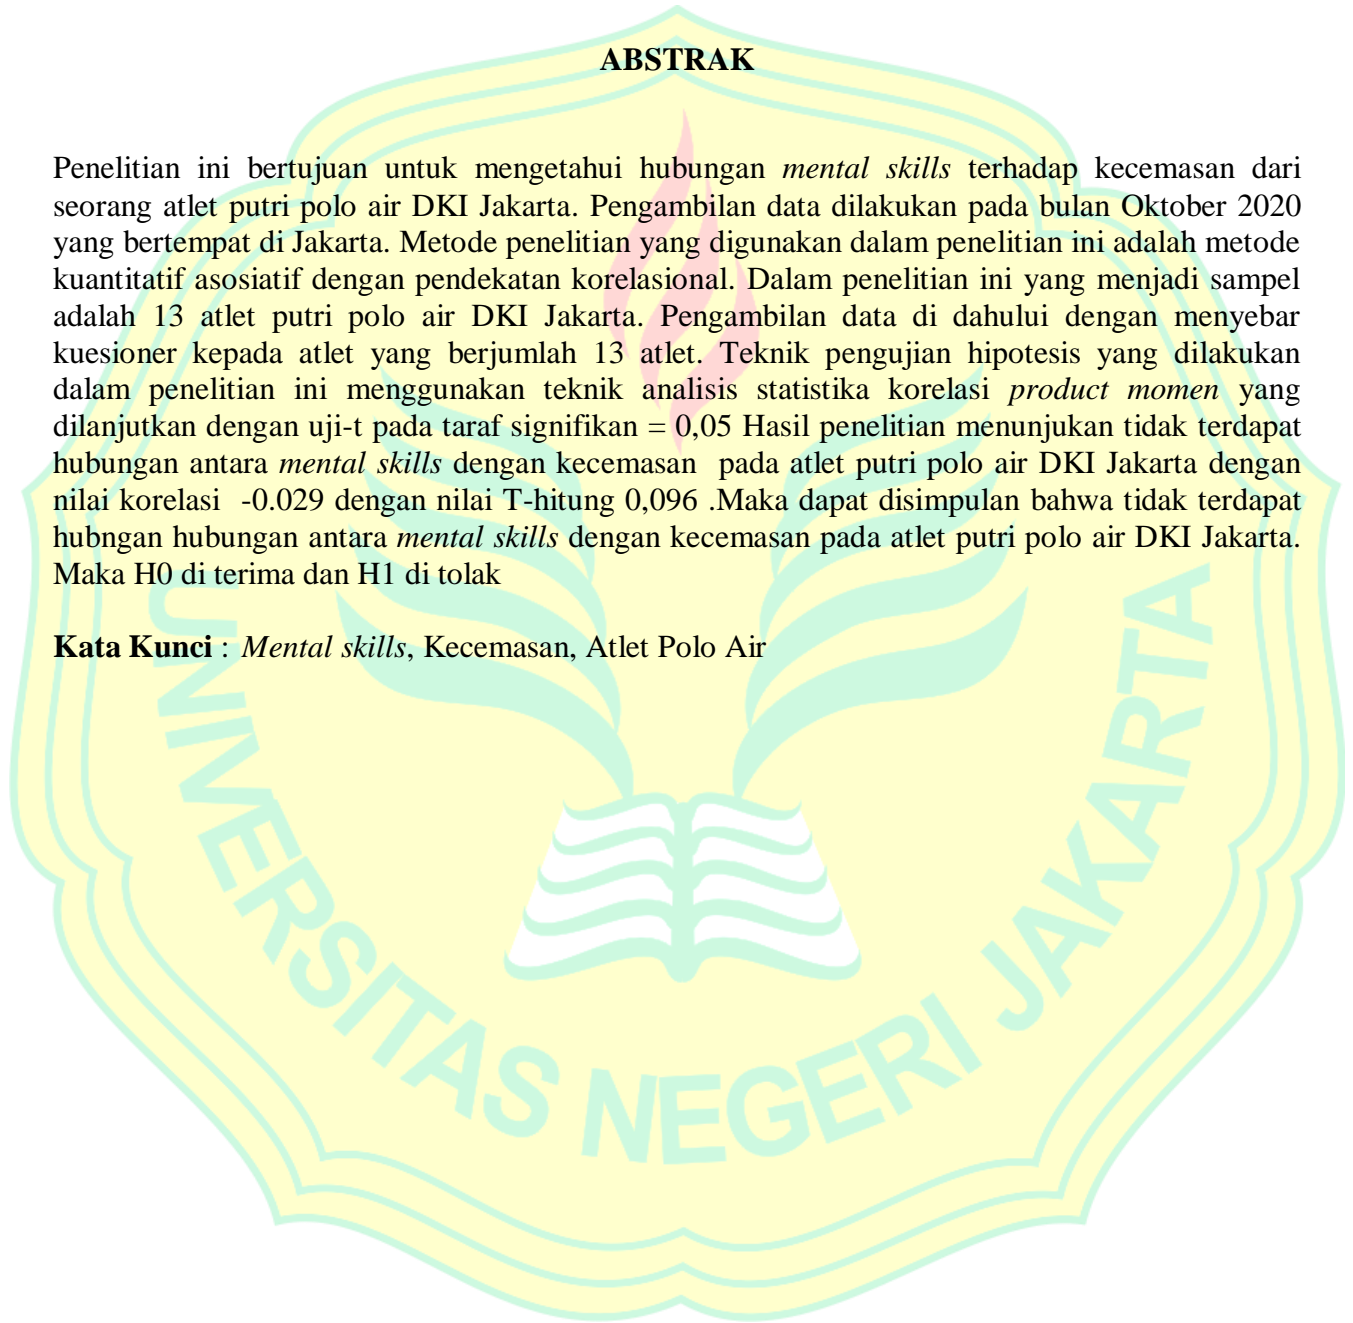 ABSTRAK
Penelitian ini bertujuan untuk mengetahui hubungan mental skills terhadap kecemasan dari
seorang atlet putri polo air DKI Jakarta. Pengambilan data dilakukan pada bulan Oktober 2020
yang bertempat di Jakarta. Metode penelitian yang digunakan dalam penelitian ini adalah metode
kuantitatif asosiatif dengan pendekatan korelasional. Dalam penelitian ini yang menjadi sampel
adalah 13 atlet putri polo air DKI Jakarta. Pengambilan data di dahului dengan menyebar
kuesioner kepada atlet yang berjumlah 13 atlet. Teknik pengujian hipotesis yang dilakukan
dalam penelitian ini menggunakan teknik analisis statistika korelasi product momen yang
dilanjutkan dengan uji-t pada taraf signifikan = 0,05 Hasil penelitian menunjukan tidak terdapat
hubungan antara mental skills dengan kecemasan  pada atlet putri polo air DKI Jakarta dengan
nilai korelasi  -0.029 dengan nilai T-hitung 0,096 .Maka dapat disimpulan bahwa tidak terdapat
hubngan hubungan antara mental skills dengan kecemasan pada atlet putri polo air DKI Jakarta.
Maka H0 di terima dan H1 di tolak
Kata Kunci : Mental skills, Kecemasan, Atlet Polo Air
UNIVERSITAS NEGERI JAKARTA